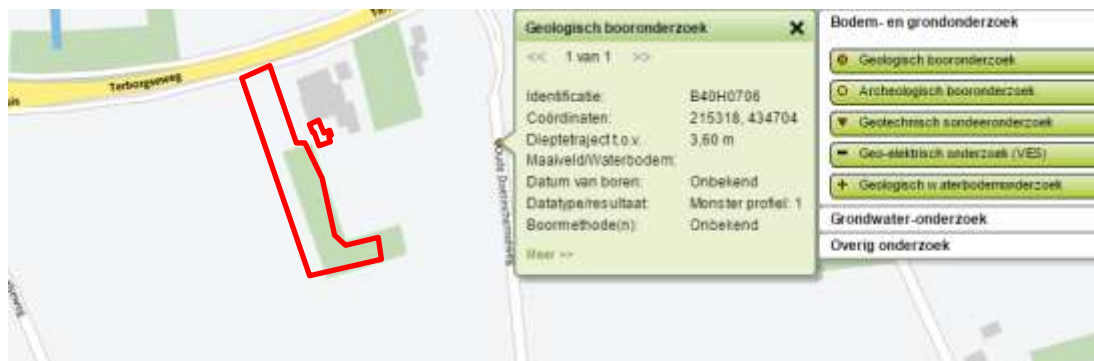 Terborgseweg
Geologisch booronderzoek
<< 1 van 1 >>
Identificatie: B40H0706
Coördinaten: 215318, 434704
Dieptetraject t.o.v. 3,60 m
Maaiveld/Waterbodem:
Datum van boren: Onbekend
Datatype/resultaat: Monster profiel: 1
Boormethode(n): Onbekend
Meer >>
Bodem- en grondonderzoek
Geologisch booronderzoek
Archeologisch booronderzoek
Geotechnisch sondeeronderzoek
Geo-elektrisch onderzoek (VES)
Geologisch waterbodemonderzoek
Grondwater-onderzoek
Overig onderzoek